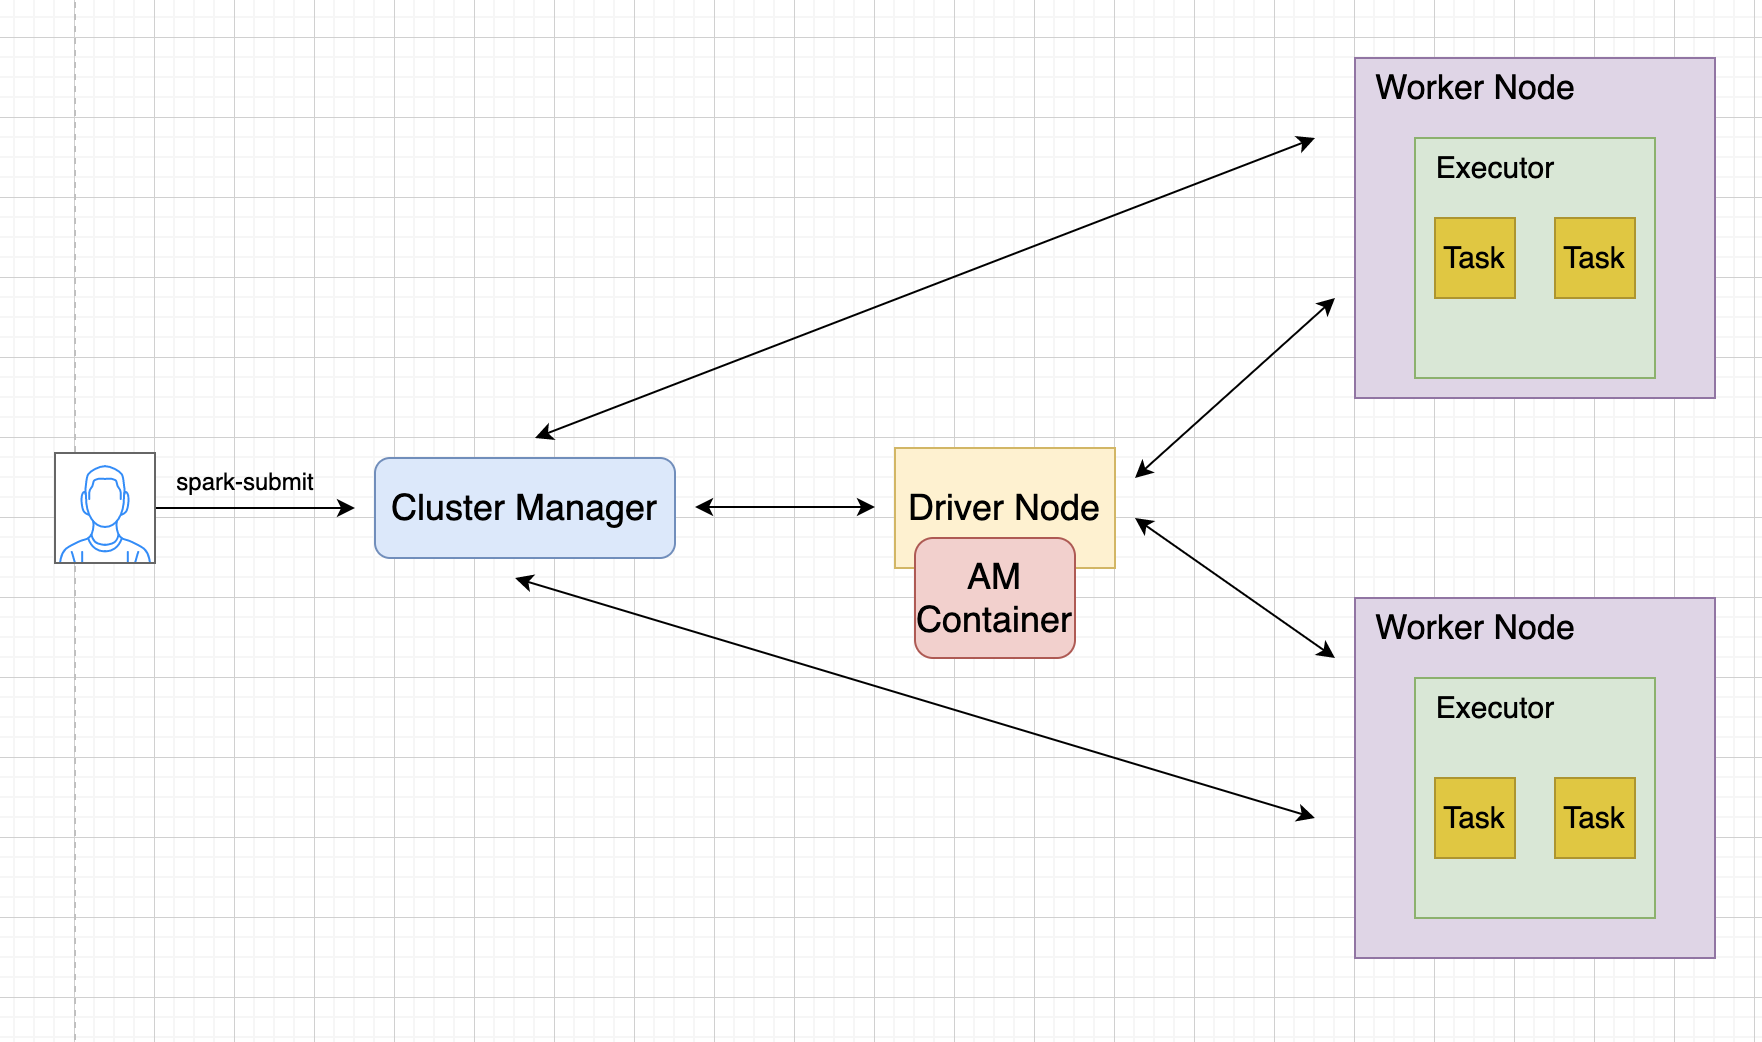 spark-submit
Cluster Manager
Driver Node
AM
Container
Worker Node
Executor
Task
Task
Worker Node
Executor
Task
Task